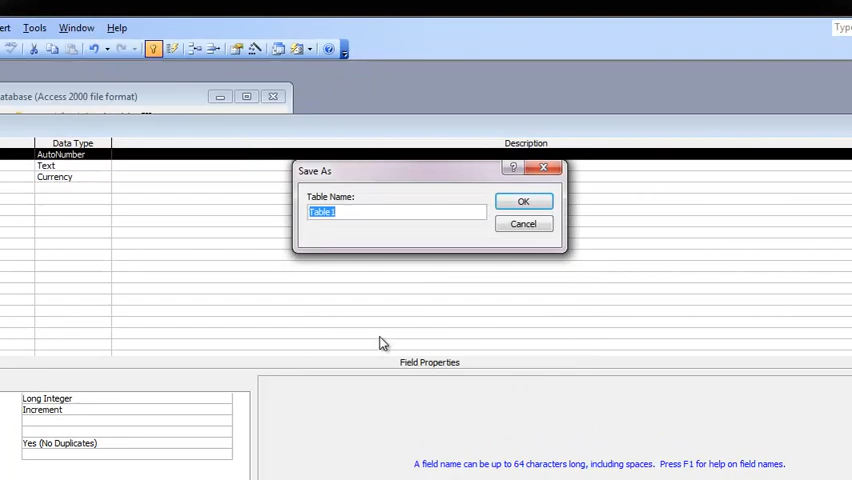 ert Tools Window Help
Type
atabase (Access 2000 file format)
Data Type Description
AutoNumber
Text
Currency
Save As
Table Name:
Table1
OK
Cancel
Field Properties
Long Integer
Increment
Yes (No Duplicates)
A field name can be up to 64 characters long, including spaces. Press F1 for help on field names.